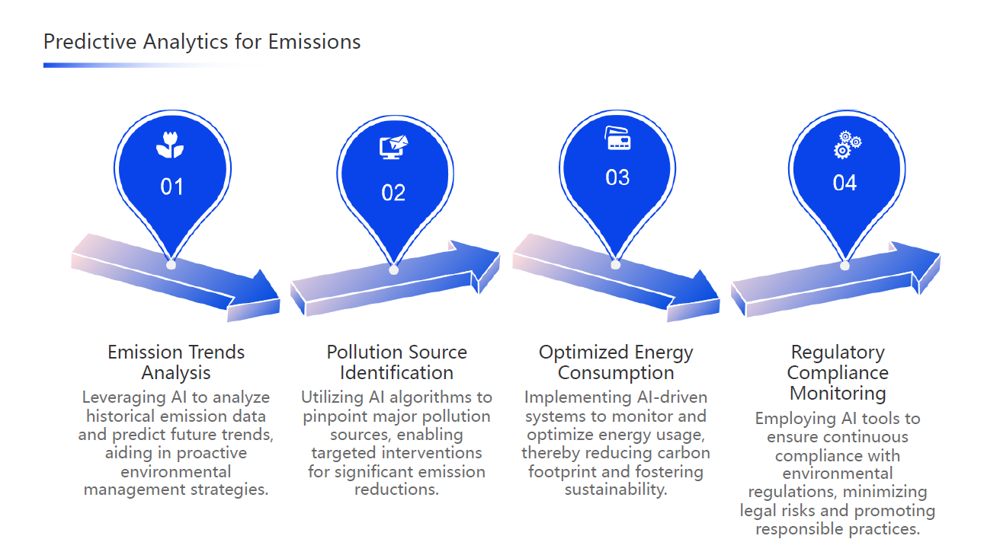 Predictive Analytics for Emissions
01
02
03
04
Emission Trends
Analysis
Leveraging AI to analyze
historical emission data
and predict future trends,
aiding in proactive
environmental
management strategies.
Pollution Source
Identification
Utilizing AI algorithms to
pinpoint major pollution
sources, enabling
targeted interventions
for significant emission
reductions.
Optimized Energy
Consumption
Implementing AI-driven
systems to monitor and
optimize energy usage,
thereby reducing carbon
footprint and fostering
sustainability.
Regulatory
Compliance
Monitoring
Employing AI tools to
ensure continuous
compliance with
environmental
regulations, minimizing
legal risks and promoting
responsible practices.